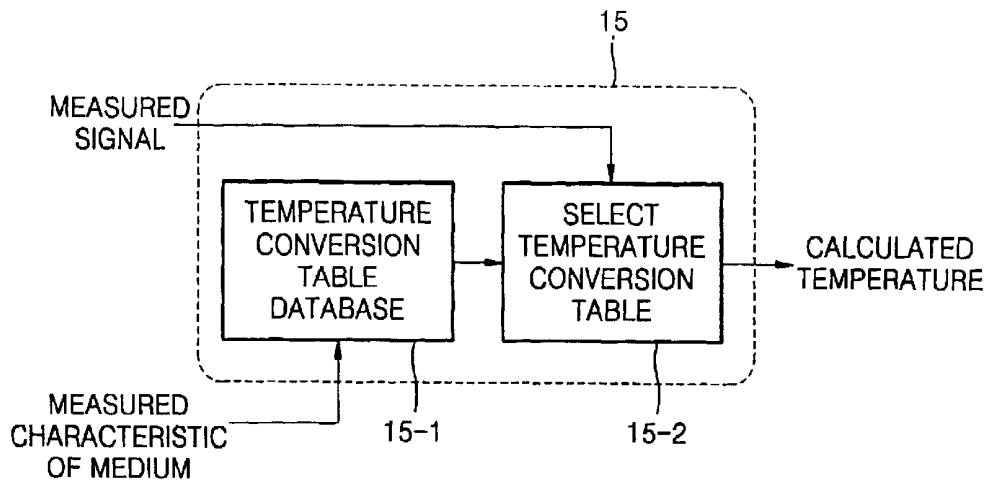 15
MEASURED
SIGNAL
TEMPERATURE
CONVERSION
TABLE
DATABASE
SELECT
TEMPERATURE
CONVERSION
TABLE
CALCULATED
TEMPERATURE
MEASURED
CHARACTERISTIC
OF MEDIUM
15-1
15-2